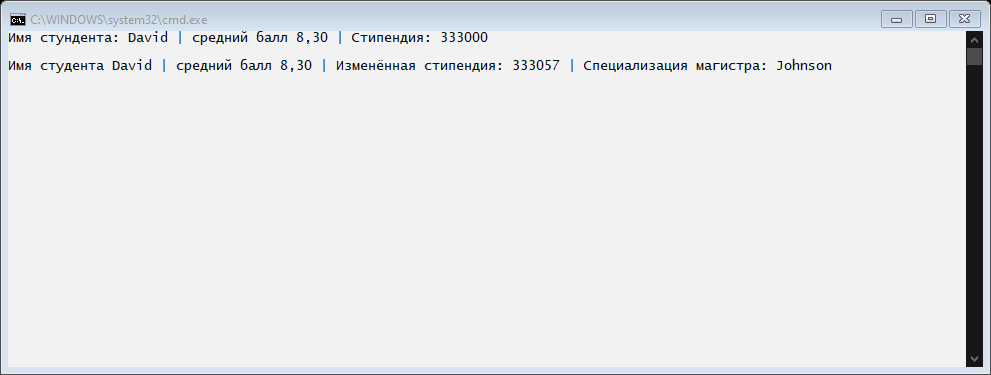 C:\WINDOWS\system32\cmd.exe
Имя стундента: David | средний балл 8,30 | Стипендия: 333000
Имя студента David | средний балл 8,30 | Изменённая стипендия: 333057 | Специализация магистра: Johnson